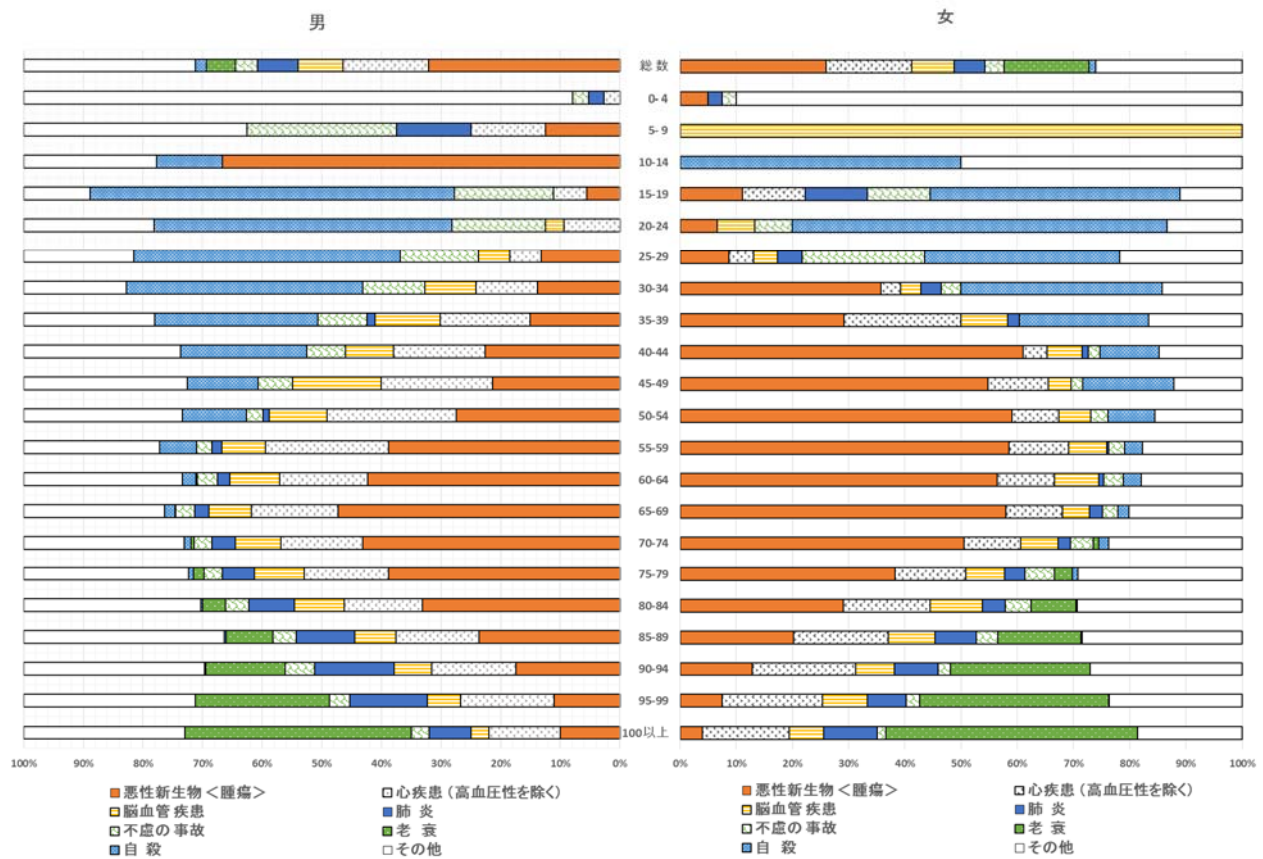 男
女
総 数
0- 4
5- 9
10-14
15-19
20-24
25-29
30-34
35-39
40-44
45-49
50-54
55-59
60-64
65-69
70-74
75-79
80-84
85-89
90-94
95-99
100以上
100% 90% 80% 70% 60% 50% 40% 30% 20% 10% 0%
0% 10% 20% 30% 40% 50% 60% 70% 80% 90% 100%
悪性新生物<腫瘍> 心疾患(高血圧性を除く)
脳血管疾患 肺 炎
不慮の事故 老 衰
自 殺 その他
悪性新生物<腫瘍> 心疾患(高血圧性を除く)
脳血管疾患 肺 炎
不慮の事故 老 衰
自 殺 その他